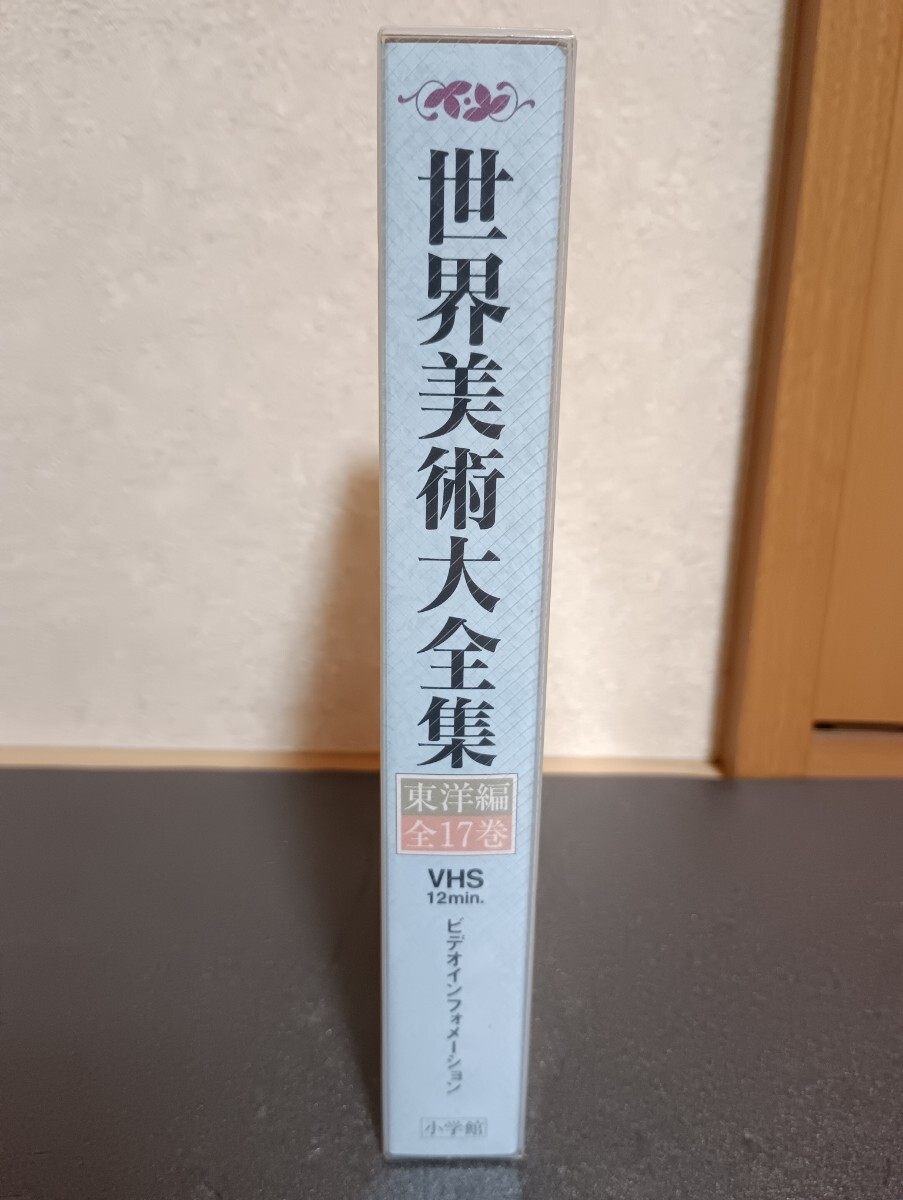 世界美術大全集
東洋編
全17巻
VHS
12min.
ビデオインフォメーション
小学館